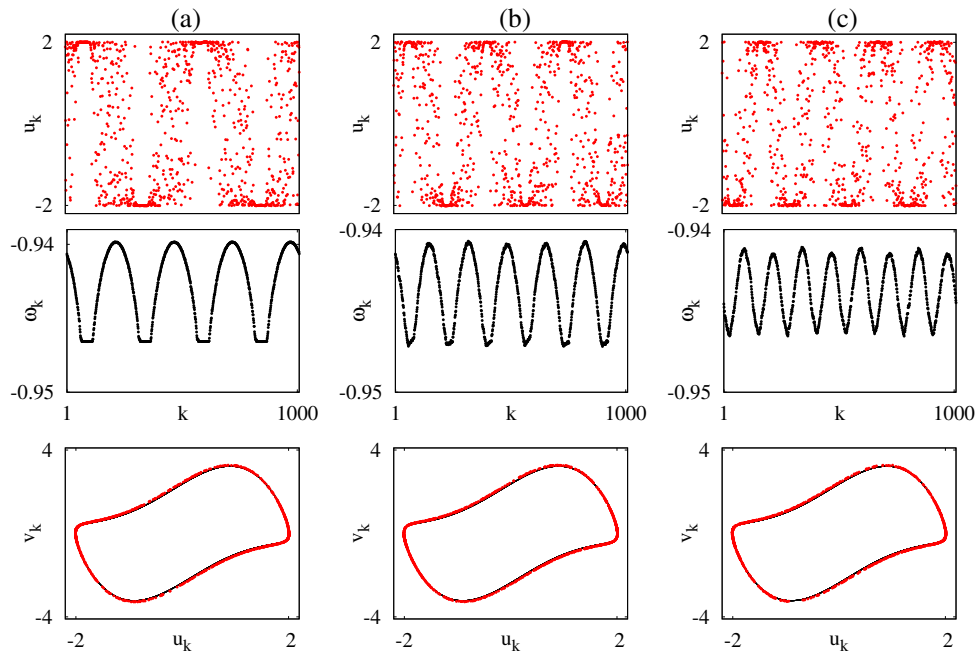 (a) (b) (c)
2 2 2
u_k u_k u_k
-2 -2 -2
-0.94 -0.94 -0.94
ω_k ω_k ω_k
-0.95 -0.95 -0.95
1 k 1000 1 k 1000 1 k 1000
4 4 4
v_k v_k v_k
-4 -4 -4
-2 u_k 2 -2 u_k 2 -2 u_k 2